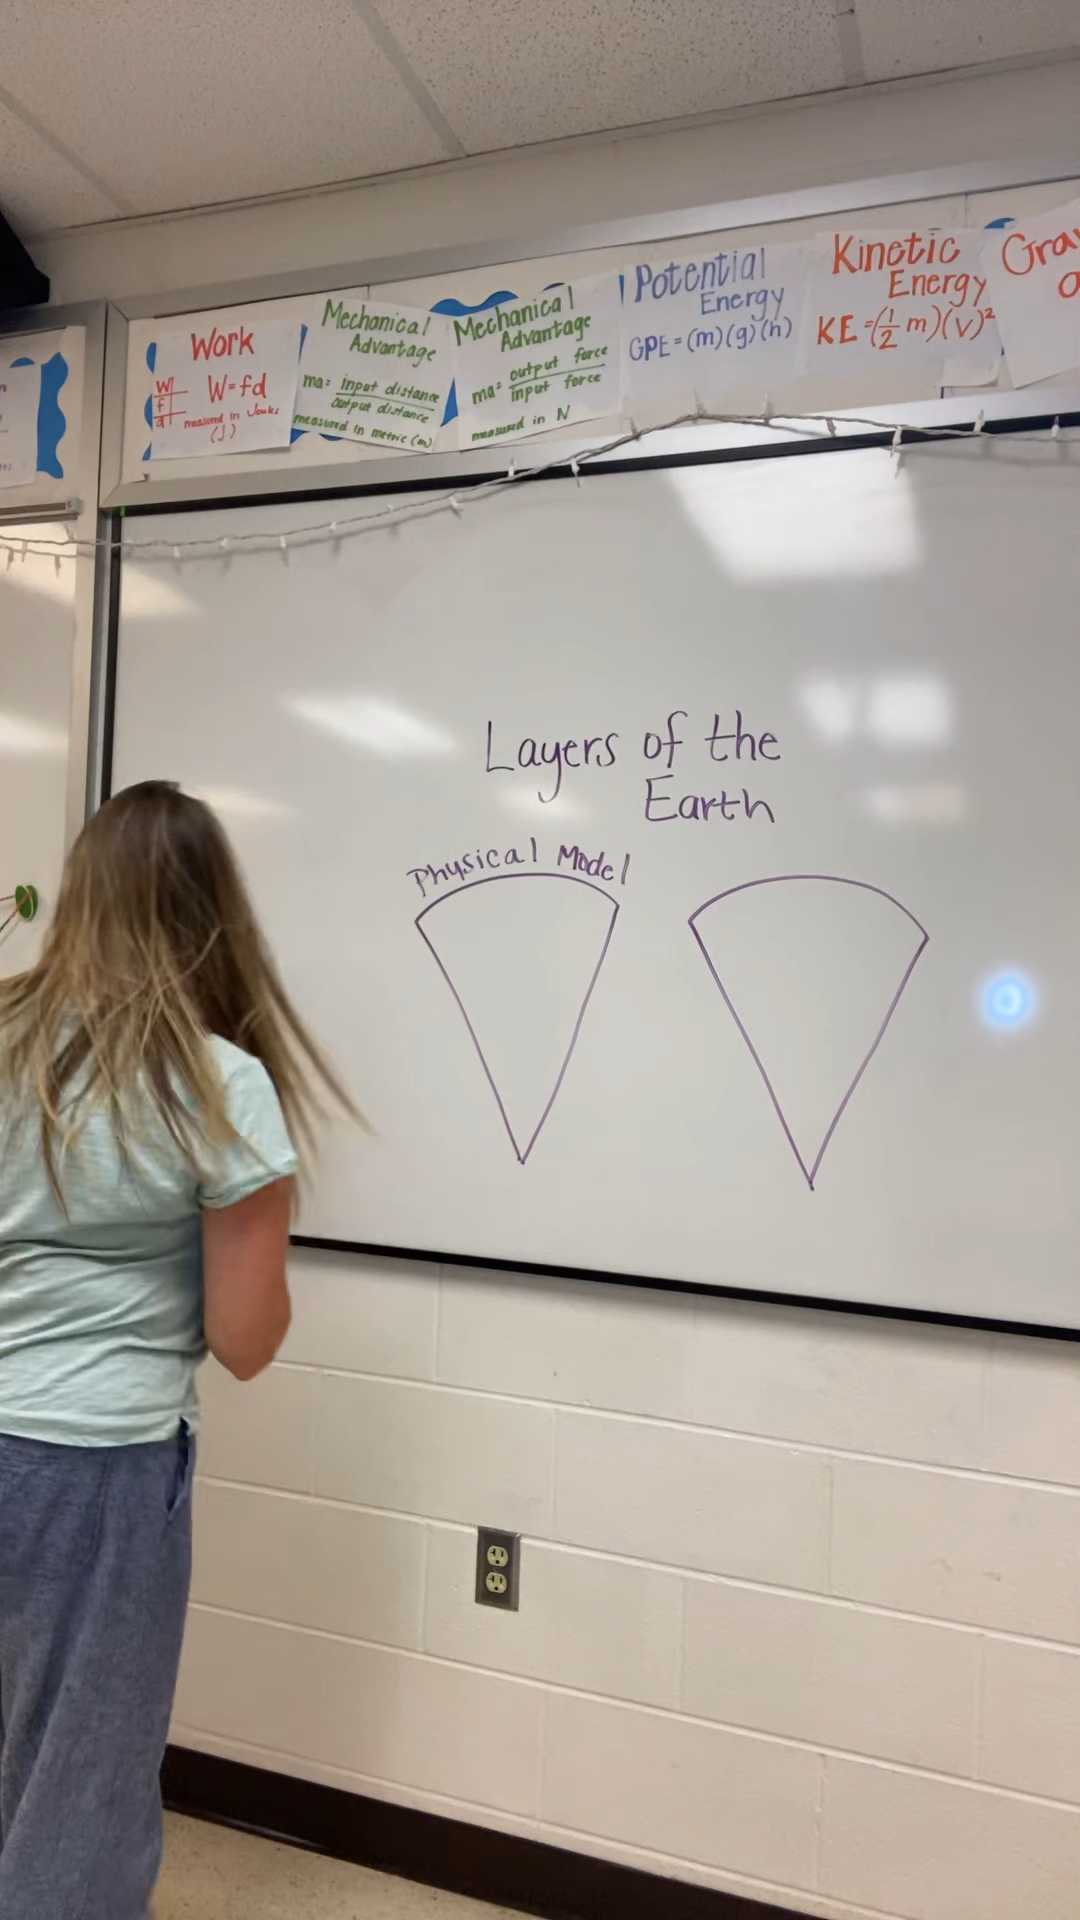 Work
W
f
d
W=fd
measured in Joules
(J)
Mechanical
Advantage
ma= input distance
output distance
measured in metric (m)
Mechanical
Advantage
ma= output force
input force
measured in N
Potential
Energy
GPE=(m)(g)(h)
Kinetic
Energy
KE=(½ m)(v)²
Layers of the
Earth
Physical Model